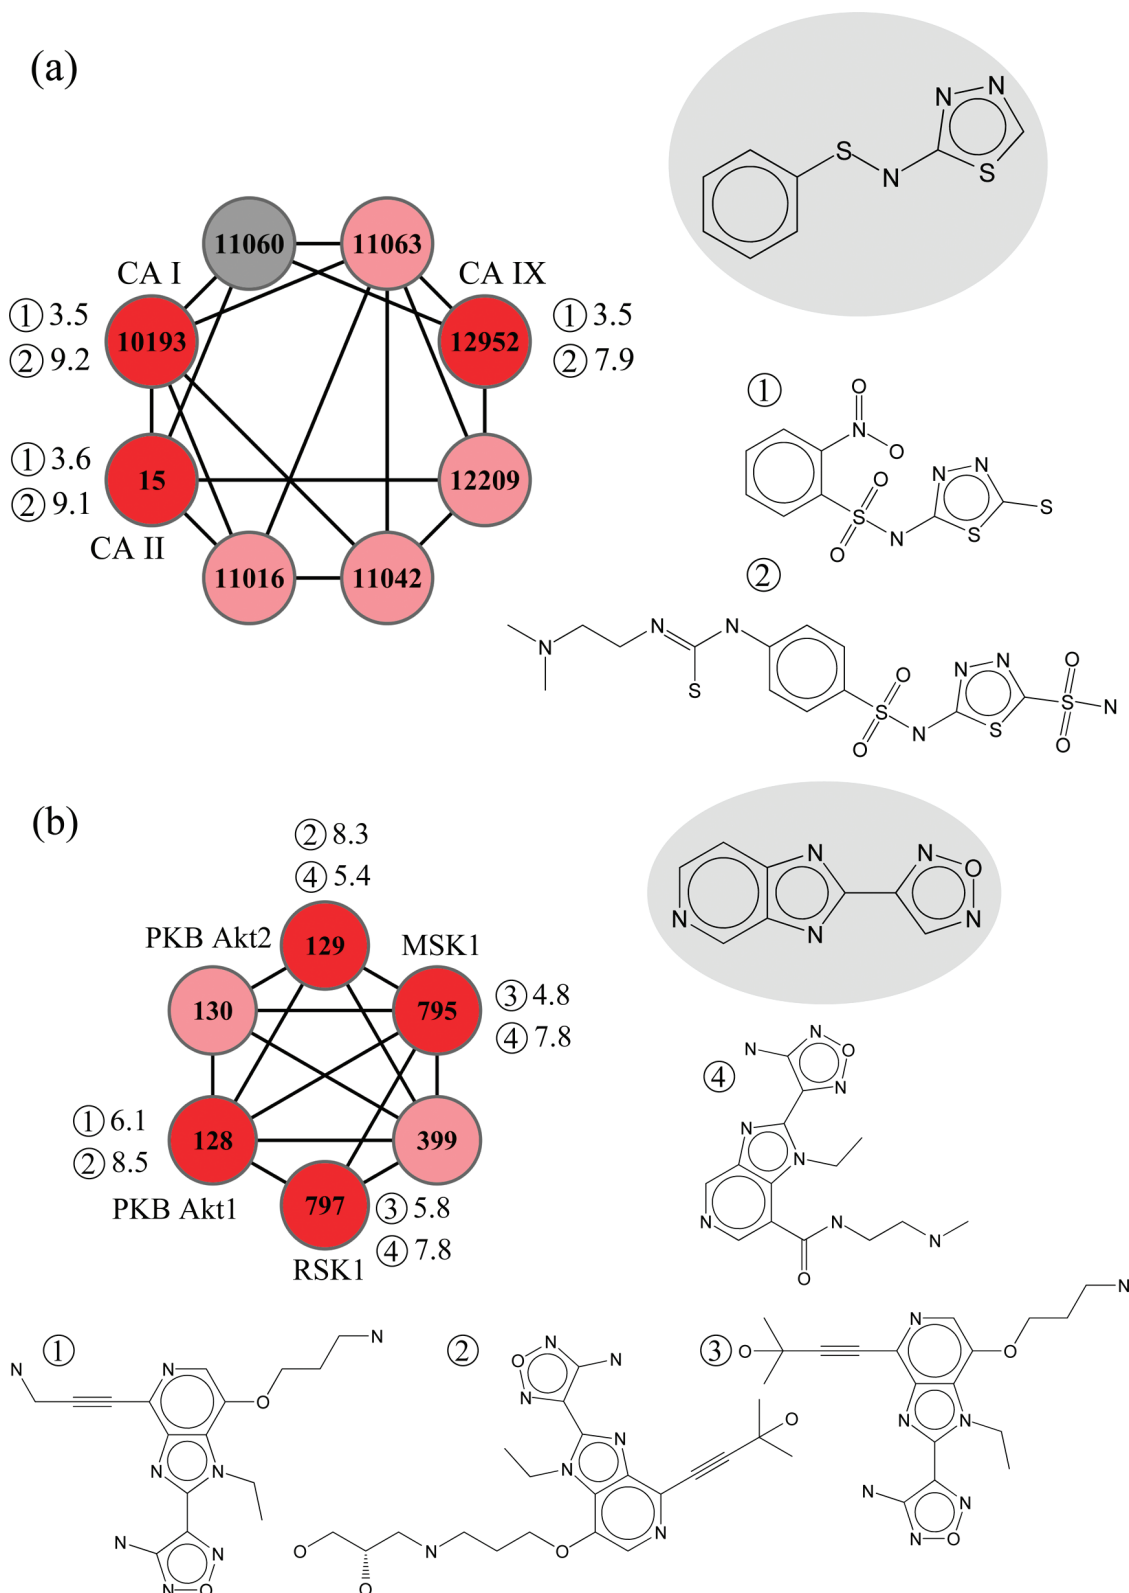 (a)
N
N
S
N
S
11060
11063
CA I
CA IX
① 3.5
② 9.2
10193
12952
① 3.5
② 7.9
①
O
N
O
O
S
O
N
N
N
S
S
① 3.6
② 9.1
15
12209
CA II
11016
11042
②
N
N
N
S
O
S
O
N
N
N
S
O
S
N
O
(b)
② 8.3
④ 5.4
N
N
N
N
O
N
PKB Akt2
129
MSK1
130
795
③ 4.8
④ 7.8
④
N
N
O
N
N
N
N
N
O
N
① 6.1
② 8.5
128
399
PKB Akt1
797
③ 5.8
④ 7.8
RSK1
①
N
N
N
O
N
N
N
N
N
O
②
O
N
N
N
N
N
O
N
O
N
O
O
③
O
N
N
O
N
N
N
N
N
O